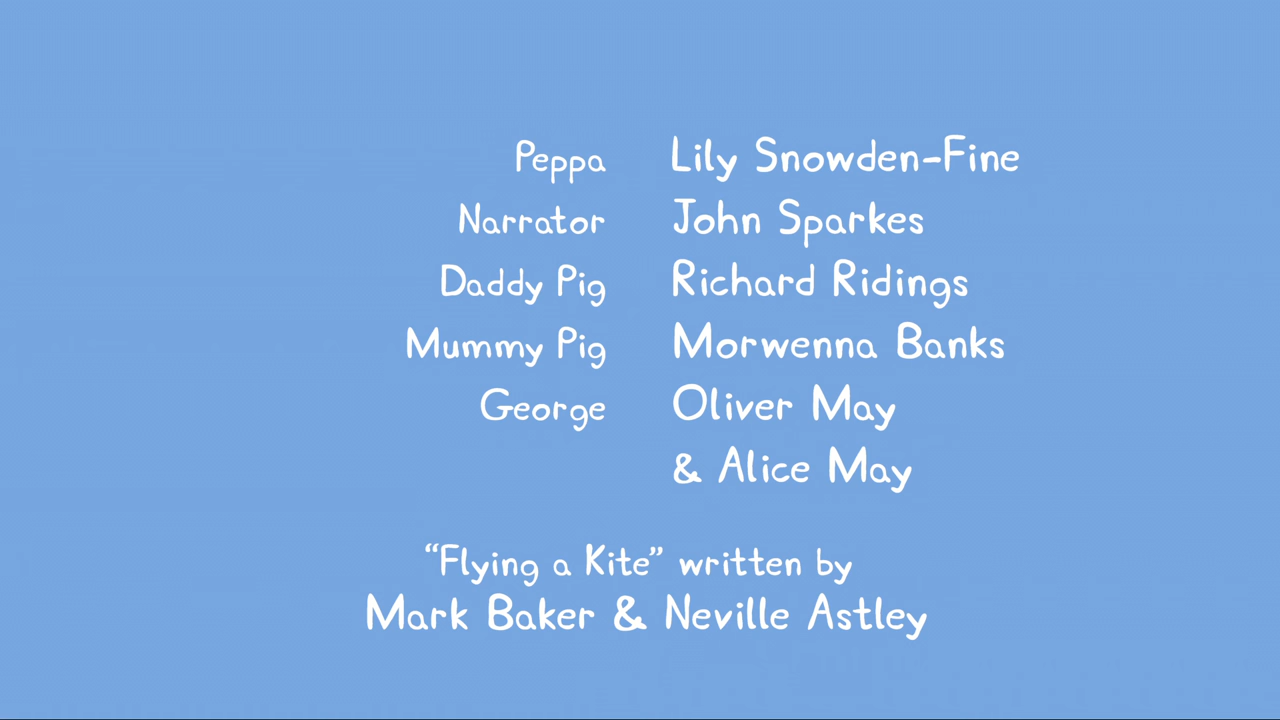 Peppa Lily Snowden-Fine
Narrator John Sparkes
Daddy Pig Richard Ridings
Mummy Pig Morwenna Banks
George Oliver May
& Alice May
“Flying a Kite” written by
Mark Baker & Neville Astley